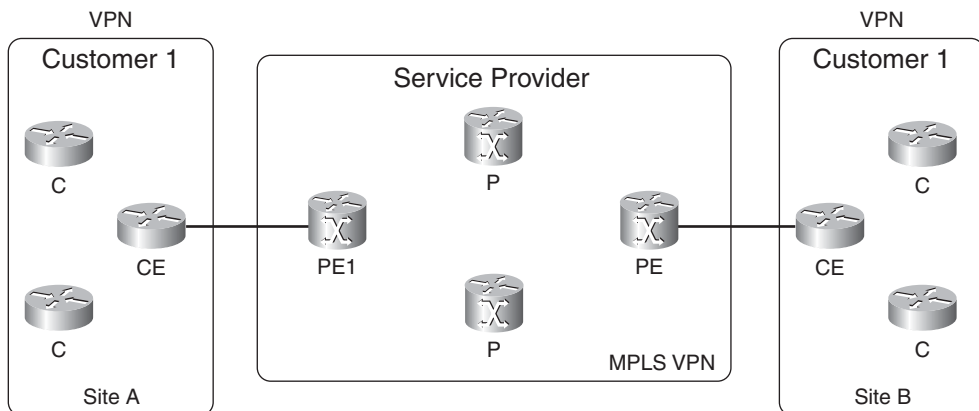 VPN
VPN
Customer 1
Service Provider
Customer 1
C
P
C
CE
PE1
PE
CE
C
P
C
MPLS VPN
Site A
Site B